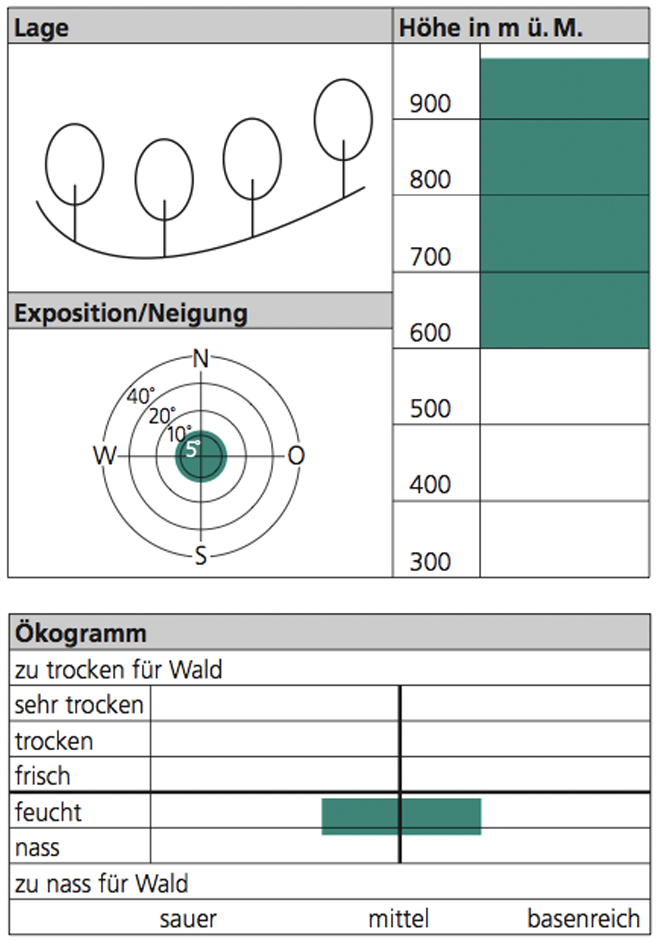 Lage
Höhe in m ü. M.
900
800
700
600
500
400
300
Exposition/Neigung
N
40°
20°
10°
5°
W
O
S
Ökogramm
zu trocken für Wald
sehr trocken
trocken
frisch
feucht
nass
zu nass für Wald
sauer mittel basenreich